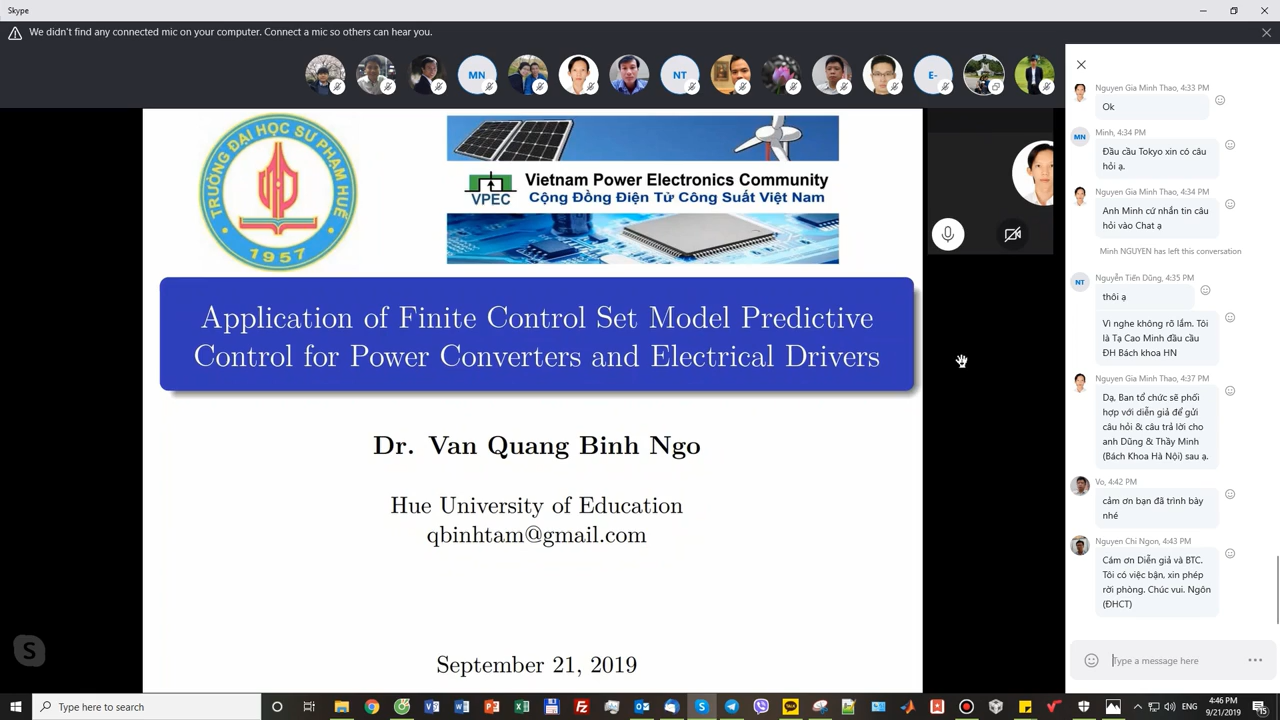 Skype
We didn't find any connected mic on your computer. Connect a mic so others can hear you.
MN
NT
E-
TRƯỜNG ĐẠI HỌC SƯ PHẠM HUẾ
1957
Vietnam Power Electronics Community
VPEC
Cộng Đồng Điện Tử Công Suất Việt Nam
Application of Finite Control Set Model Predictive
Control for Power Converters and Electrical Drivers
Dr. Van Quang Binh Ngo
Hue University of Education
qbinhtam@gmail.com
September 21, 2019
S
Nguyen Gia Minh Thao, 4:33 PM
Ok
Minh, 4:34 PM
MN
Đầu cầu Tokyo xin có câu
hỏi ạ.
Nguyen Gia Minh Thao, 4:34 PM
Anh Minh cứ nhắn tin câu
hỏi vào Chat ạ
Minh NGUYEN has left this conversation
Nguyễn Tiến Dũng, 4:35 PM
NT
thôi ạ
Vì nghe không rõ lắm. Tôi
là Tạ Cao Minh đầu cầu
ĐH Bách khoa HN
Nguyen Gia Minh Thao, 4:37 PM
Dạ, Ban tổ chức sẽ phối
hợp với diễn giả để gửi
câu hỏi & câu trả lời cho
anh Dũng & Thầy Minh
(Bách Khoa Hà Nội) sau ạ.
Vo, 4:42 PM
cảm ơn bạn đã trình bày
nhé
Nguyen Chi Ngon, 4:43 PM
Cám ơn Diễn giả và BTC.
Tôi có việc bận, xin phép
rời phòng. Chúc vui. Ngôn
(ĐHCT)
Type a message here
Type here to search
ENG
4:46 PM
9/21/2019
15